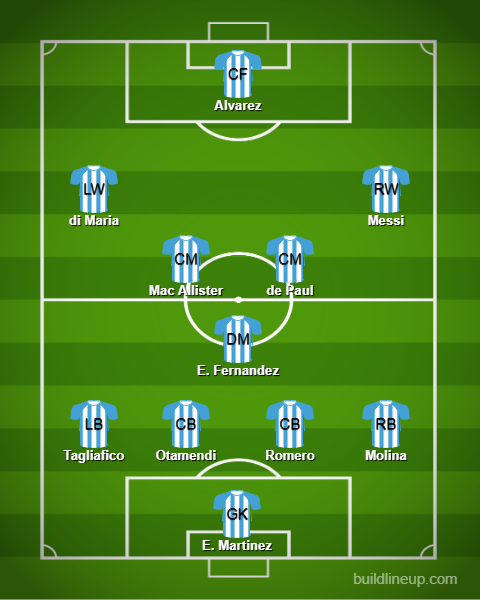 CF
Alvarez
LW
RW
di Maria
Messi
CM
CM
Mac Allister
de Paul
DM
E. Fernandez
LB
CB
CB
RB
Tagliafico
Otamendi
Romero
Molina
GK
E. Martinez
buildlineup.com